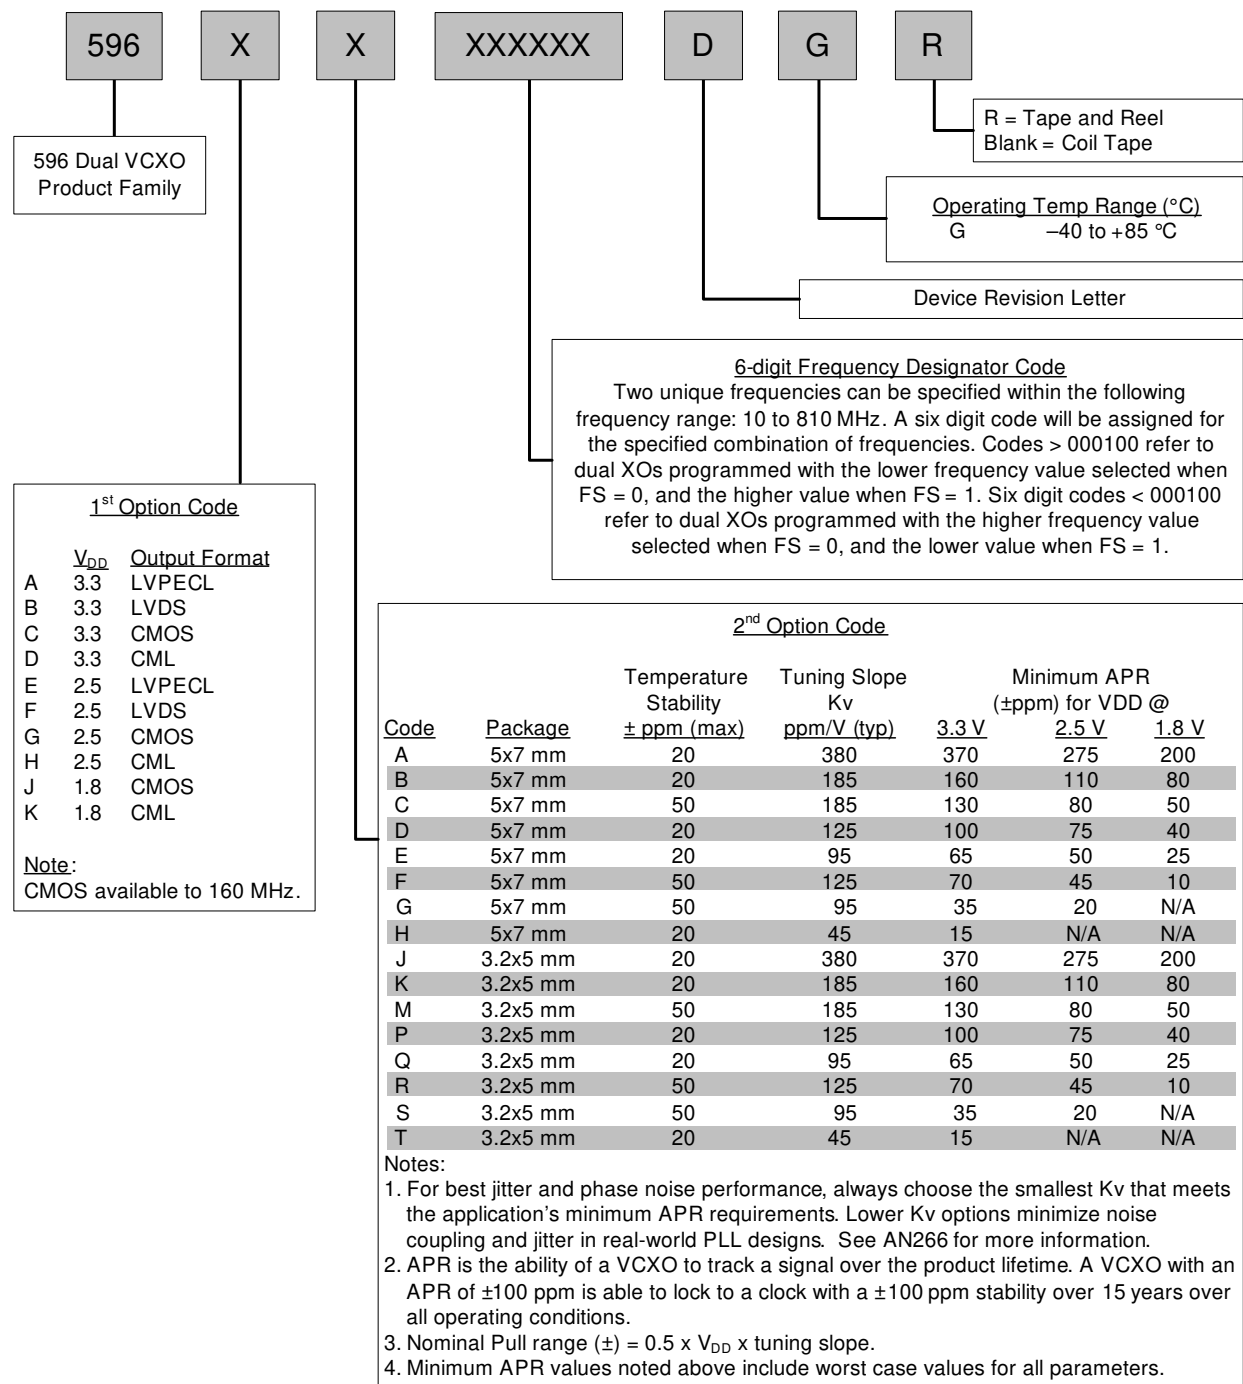 596 X X XXXXXX D G R
R = Tape and Reel
Blank = Coil Tape
596 Dual VCXO
Product Family
Operating Temp Range (°C)
G –40 to +85 °C
Device Revision Letter
6-digit Frequency Designator Code
Two unique frequencies can be specified within the following
frequency range: 10 to 810 MHz. A six digit code will be assigned for
the specified combination of frequencies. Codes > 000100 refer to
dual XOs programmed with the lower frequency value selected when
FS = 0, and the higher value when FS = 1. Six digit codes < 000100
refer to dual XOs programmed with the higher frequency value
selected when FS = 0, and the lower value when FS = 1.
1st Option Code
VDD Output Format
A 3.3 LVPECL
B 3.3 LVDS
C 3.3 CMOS
D 3.3 CML
E 2.5 LVPECL
F 2.5 LVDS
G 2.5 CMOS
H 2.5 CML
J 1.8 CMOS
K 1.8 CML
Note:
CMOS available to 160 MHz.
2nd Option Code
Temperature Tuning Slope Minimum APR
Stability Kv (±ppm) for VDD @
Code Package ± ppm (max) ppm/V (typ) 3.3 V 2.5 V 1.8 V
A 5x7 mm 20 380 370 275 200
B 5x7 mm 20 185 160 110 80
C 5x7 mm 50 185 130 80 50
D 5x7 mm 20 125 100 75 40
E 5x7 mm 20 95 65 50 25
F 5x7 mm 50 125 70 45 10
G 5x7 mm 50 95 35 20 N/A
H 5x7 mm 20 45 15 N/A N/A
J 3.2x5 mm 20 380 370 275 200
K 3.2x5 mm 20 185 160 110 80
M 3.2x5 mm 50 185 130 80 50
P 3.2x5 mm 20 125 100 75 40
Q 3.2x5 mm 20 95 65 50 25
R 3.2x5 mm 50 125 70 45 10
S 3.2x5 mm 50 95 35 20 N/A
T 3.2x5 mm 20 45 15 N/A N/A
Notes:
1. For best jitter and phase noise performance, always choose the smallest Kv that meets
the application's minimum APR requirements. Lower Kv options minimize noise
coupling and jitter in real-world PLL designs. See AN266 for more information.
2. APR is the ability of a VCXO to track a signal over the product lifetime. A VCXO with an
APR of ±100 ppm is able to lock to a clock with a ±100 ppm stability over 15 years over
all operating conditions.
3. Nominal Pull range (±) = 0.5 x VDD x tuning slope.
4. Minimum APR values noted above include worst case values for all parameters.